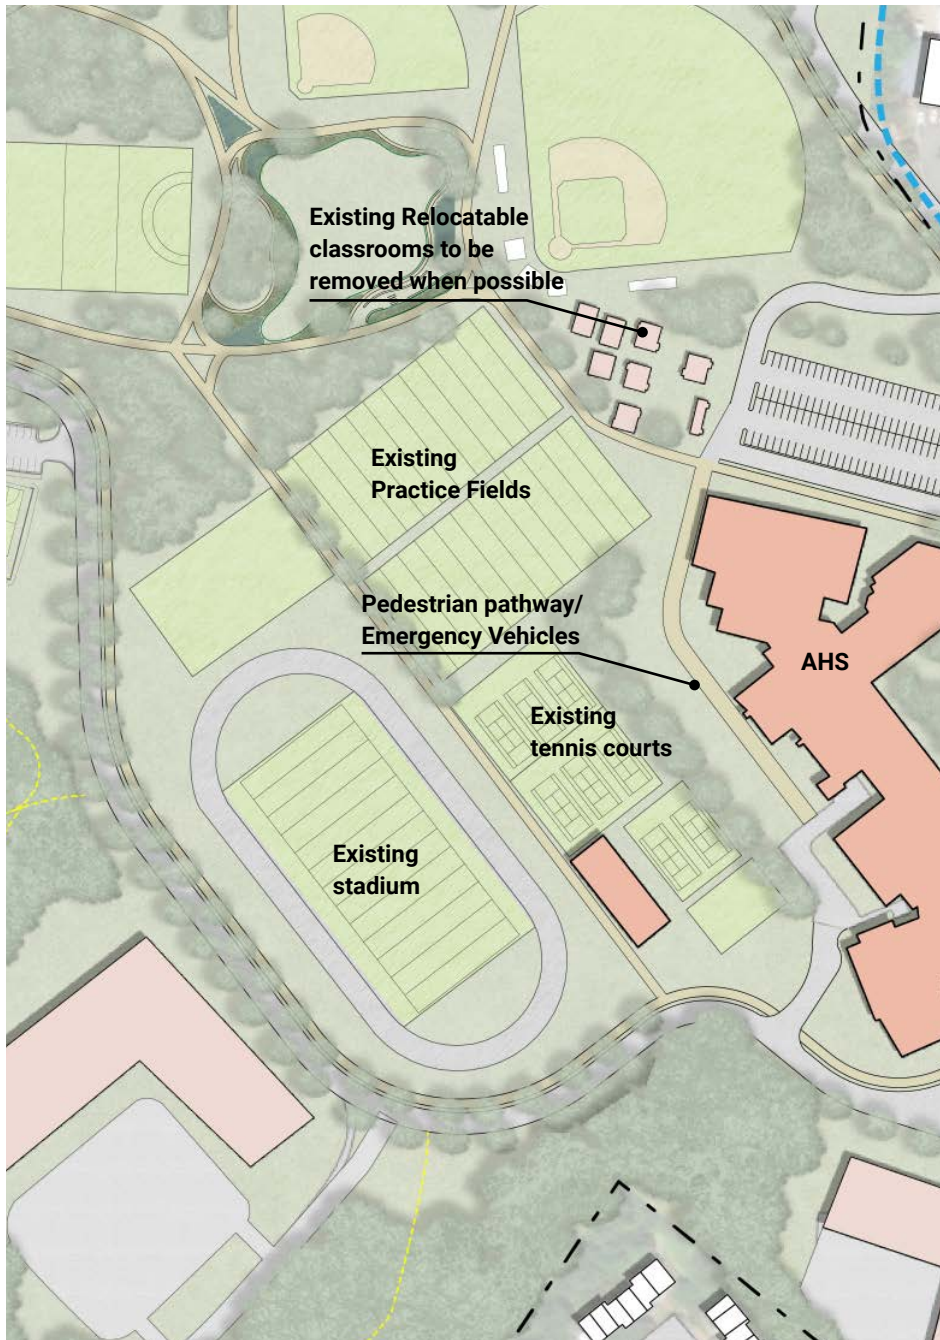 Existing Relocatable
classrooms to be
removed when possible
Existing
Practice Fields
Pedestrian pathway/
Emergency Vehicles
AHS
Existing
tennis courts
Existing
stadium